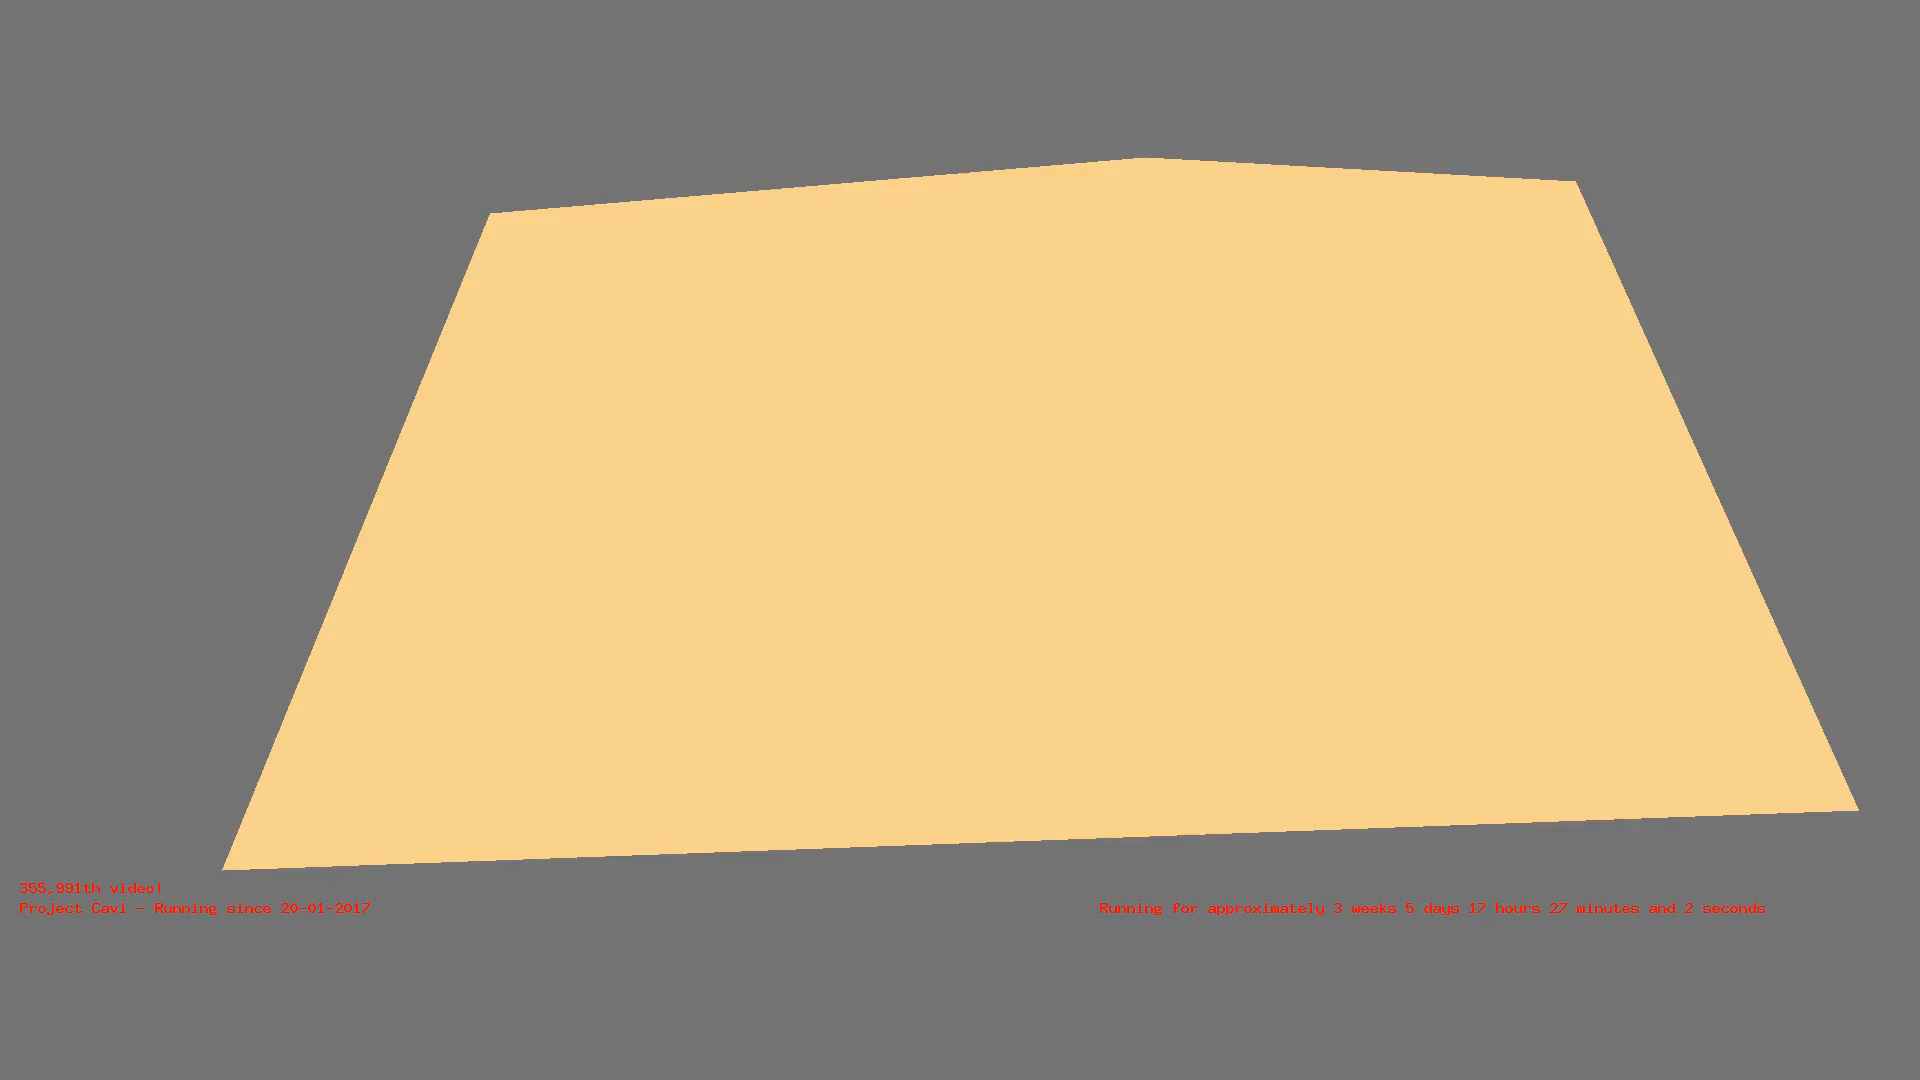 355,991th video!
Project Cavi - Running since 20-01-2017
Running for approximately 3 weeks 5 days 17 hours 27 minutes and 2 seconds